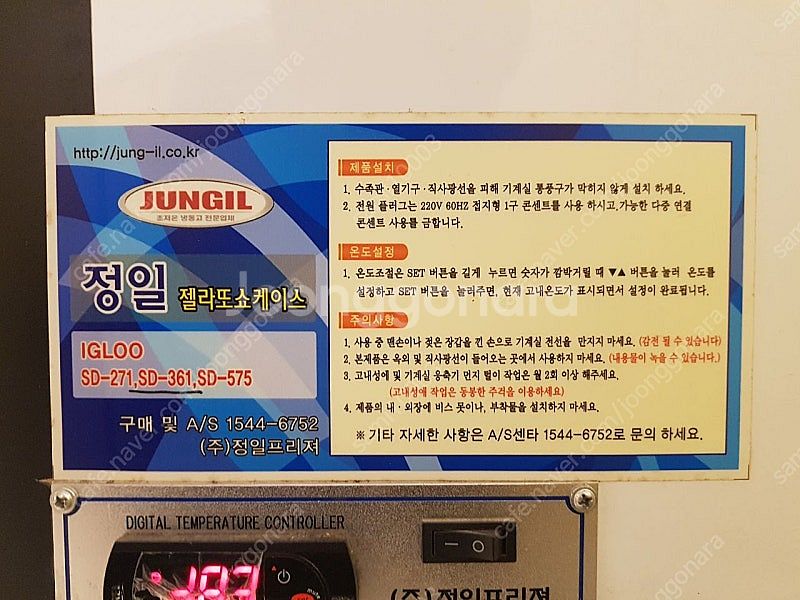 http://jung-il.co.kr
JUNGIL
초저온 냉동고 전문업체
정일 젤라또쇼케이스
IGLOO
SD-271,SD-361,SD-575
구매 및 A/S 1544-6752
(주)정일프리져
제품설치
1. 수족관·열기구·직사광선을 피해 기계실 통풍구가 막히지 않게 설치 하세요.
2. 전원 플러그는 220V 60HZ 접지형 1구 콘센트를 사용 하시고,가능한 다중 연결
콘센트 사용를 금합니다.
온도설정
1. 온도조절은 SET 버튼을 길게 누르면 숫자가 깜박거릴 때 ▼▲ 버튼을 눌러 온도를
설정하고 SET 버튼을 눌러주면, 현재 고내온도가 표시되면서 설정이 완료됩니다.
주의사항
1. 사용 중 맨손이나 젖은 장갑을 낀 손으로 기계실 전선을 만지지 마세요. (감전 될 수 있습니다)
2. 본제품은 옥외 및 직사광선이 들어오는 곳에서 사용하지 마세요. (내용물이 녹을 수 있습니다.)
3. 고내성에 및 기계실 응축기 먼지 털이 작업은 월 2회 이상 해주세요.
(고내성에 작업은 동봉한 주걱을 이용하세요)
4. 제품의 내·외장에 비스 못이나, 부착물을 설치하지 마세요.
※ 기타 자세한 사항은 A/S센타 1544-6752로 문의 하세요.
DIGITAL TEMPERATURE CONTROLLER
(주)정일프리져
Joonggonara
cafe.naver.com/joonggonara